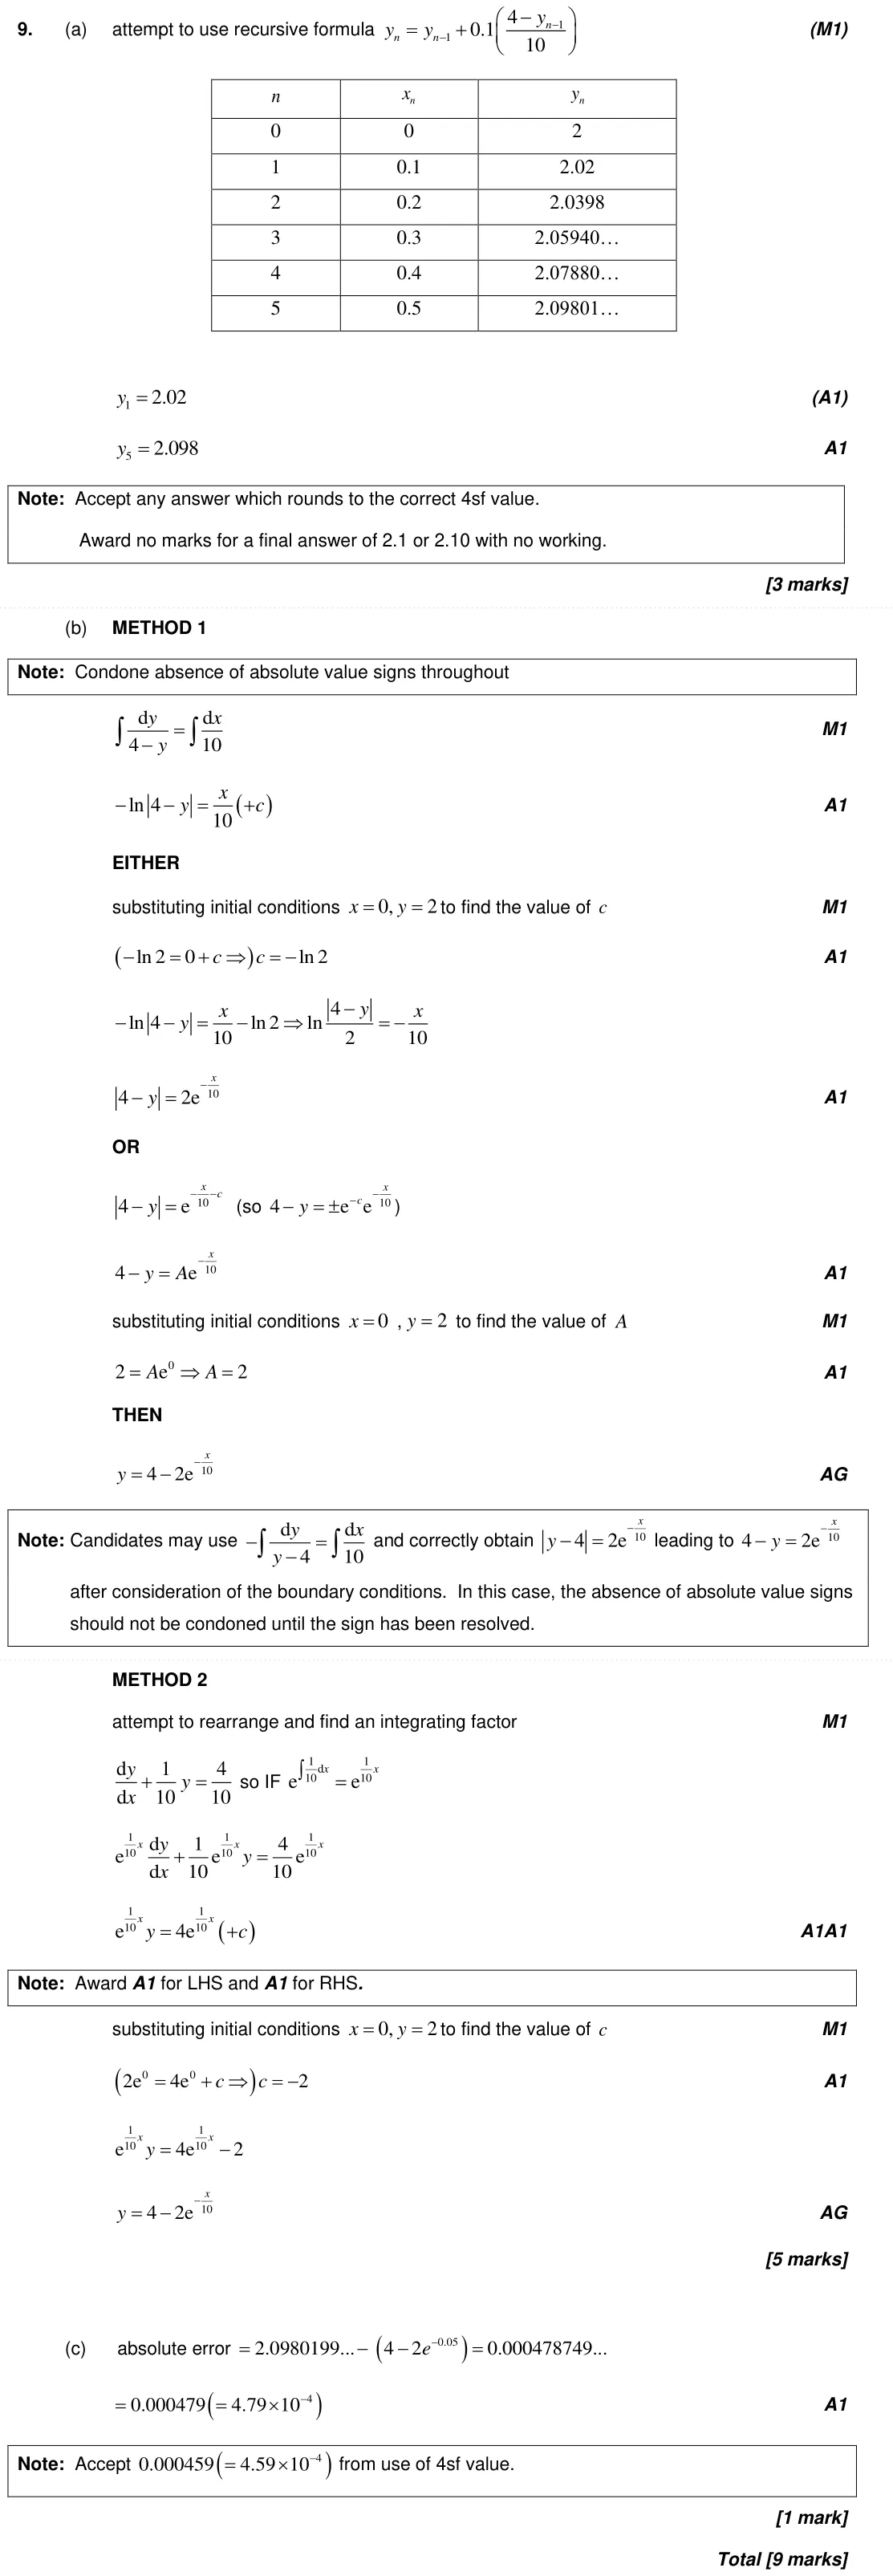 9. (a) attempt to use recursive formula yₙ = yₙ₋₁ + 0.1((4 − yₙ₋₁)/10) (M1)
n xₙ yₙ
0 0 2
1 0.1 2.02
2 0.2 2.0398
3 0.3 2.05940…
4 0.4 2.07880…
5 0.5 2.09801…
y₁ = 2.02 (A1)
y₅ = 2.098 A1
Note: Accept any answer which rounds to the correct 4sf value.
Award no marks for a final answer of 2.1 or 2.10 with no working.
[3 marks]
(b) METHOD 1
Note: Condone absence of absolute value signs throughout
∫ dy/(4 − y) = ∫ dx/10 M1
−ln|4 − y| = x/10 (+c) A1
EITHER
substituting initial conditions x = 0, y = 2 to find the value of c M1
(−ln 2 = 0 + c ⇒) c = −ln 2 A1
−ln|4 − y| = x/10 − ln 2 ⇒ ln |4 − y|/2 = −x/10
|4 − y| = 2e^(−x/10) A1
OR
|4 − y| = e^(−x/10 − c) (so 4 − y = ±e^(−c) e^(−x/10))
4 − y = Ae^(−x/10) A1
substituting initial conditions x = 0 , y = 2 to find the value of A M1
2 = Ae⁰ ⇒ A = 2 A1
THEN
y = 4 − 2e^(−x/10) AG
Note: Candidates may use −∫ dy/(y − 4) = ∫ dx/10 and correctly obtain |y − 4| = 2e^(−x/10) leading to 4 − y = 2e^(−x/10)
after consideration of the boundary conditions. In this case, the absence of absolute value signs
should not be condoned until the sign has been resolved.
METHOD 2
attempt to rearrange and find an integrating factor M1
dy/dx + 1/10 y = 4/10 so IF e^(∫ 1/10 dx) = e^(1/10 x)
e^(1/10 x) dy/dx + 1/10 e^(1/10 x) y = 4/10 e^(1/10 x)
e^(1/10 x) y = 4e^(1/10 x) (+c) A1A1
Note: Award A1 for LHS and A1 for RHS.
substituting initial conditions x = 0, y = 2 to find the value of c M1
(2e⁰ = 4e⁰ + c ⇒) c = −2 A1
e^(1/10 x) y = 4e^(1/10 x) − 2
y = 4 − 2e^(−x/10) AG
[5 marks]
(c) absolute error = 2.0980199... − (4 − 2e^(−0.05)) = 0.000478749...
= 0.000479 (= 4.79×10⁻⁴) A1
Note: Accept 0.000459 (= 4.59×10⁻⁴) from use of 4sf value.
[1 mark]
Total [9 marks]